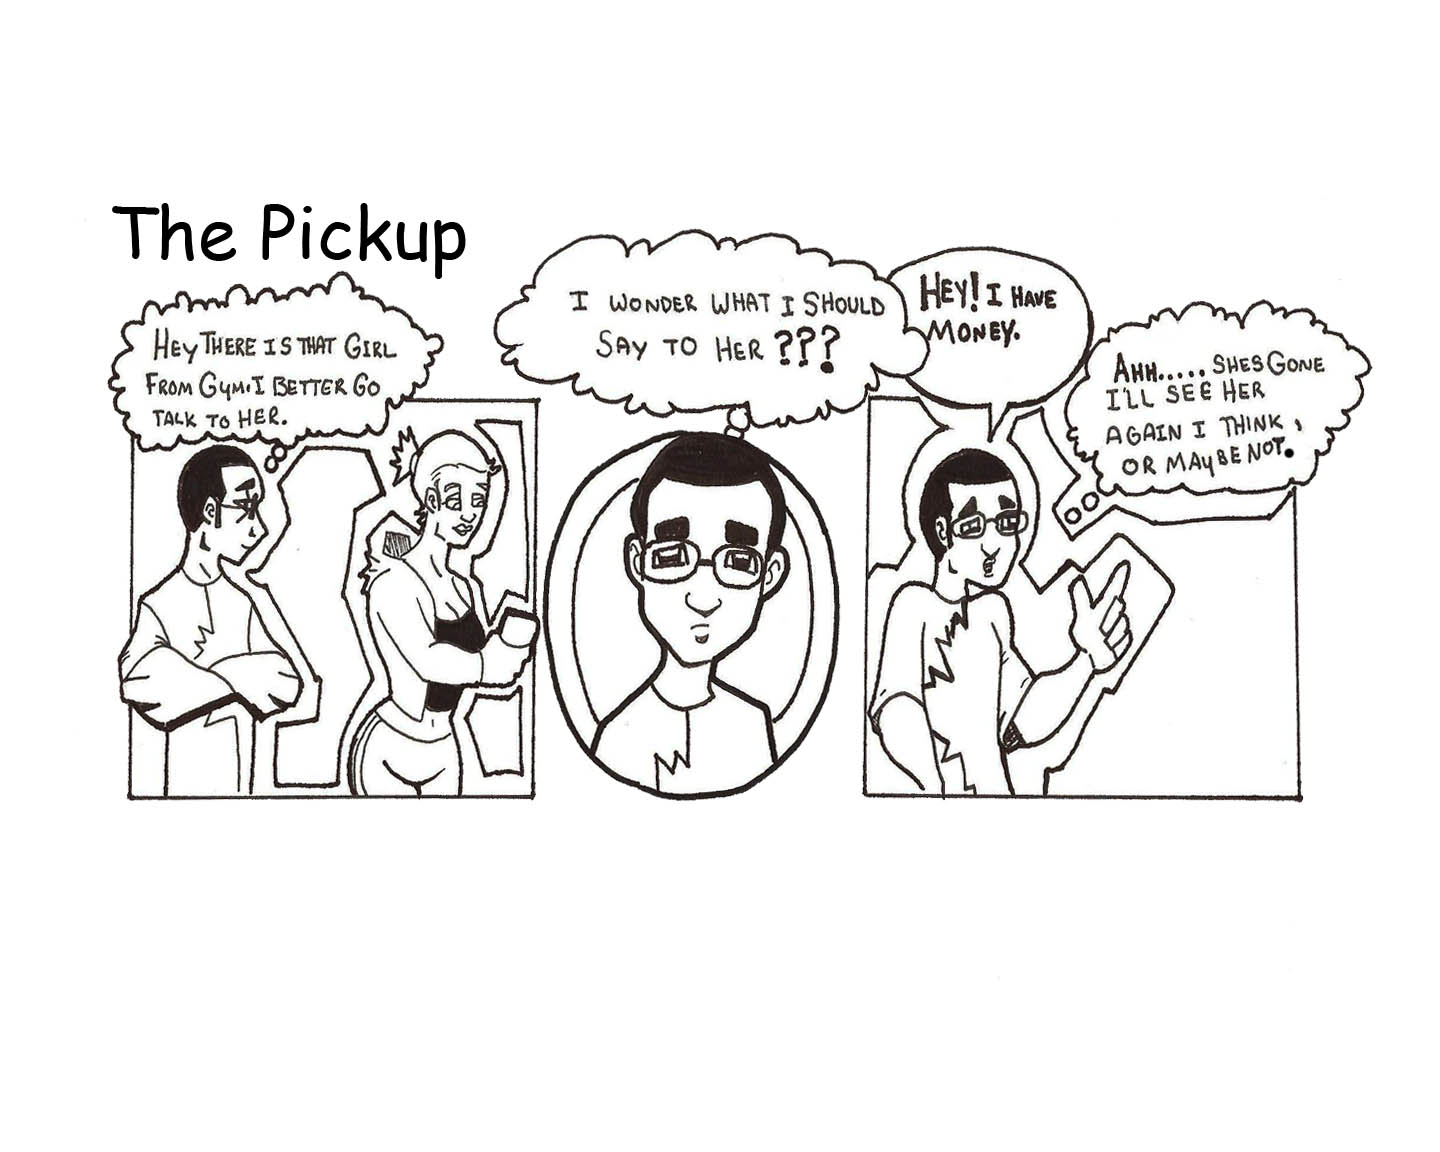 The Pickup
HEY THERE IS THAT GIRL
FROM GYM. I BETTER GO
TALK TO HER.
I WONDER WHAT I SHOULD
SAY TO HER ???
HEY! I HAVE
MONEY.
AHH..... SHES GONE
I'LL SEE HER
AGAIN I THINK,
OR MAYBE NOT.